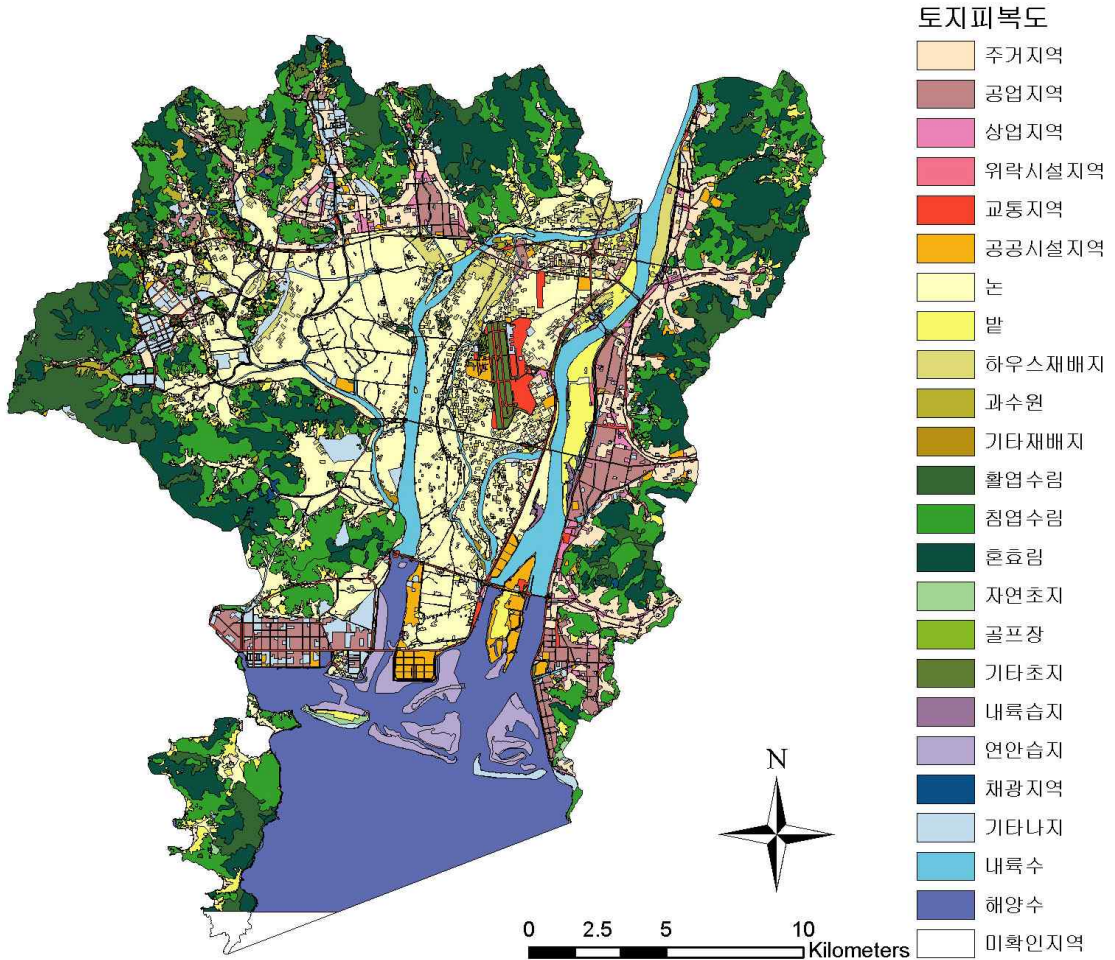 토지피복도
주거지역
공업지역
상업지역
위락시설지역
교통지역
공공시설지역
논
밭
하우스재배지
과수원
기타재배지
활엽수림
침엽수림
혼효림
자연초지
골프장
기타초지
내륙습지
연안습지
채광지역
기타나지
내륙수
해양수
미확인지역
N
0 2.5 5 10
Kilometers